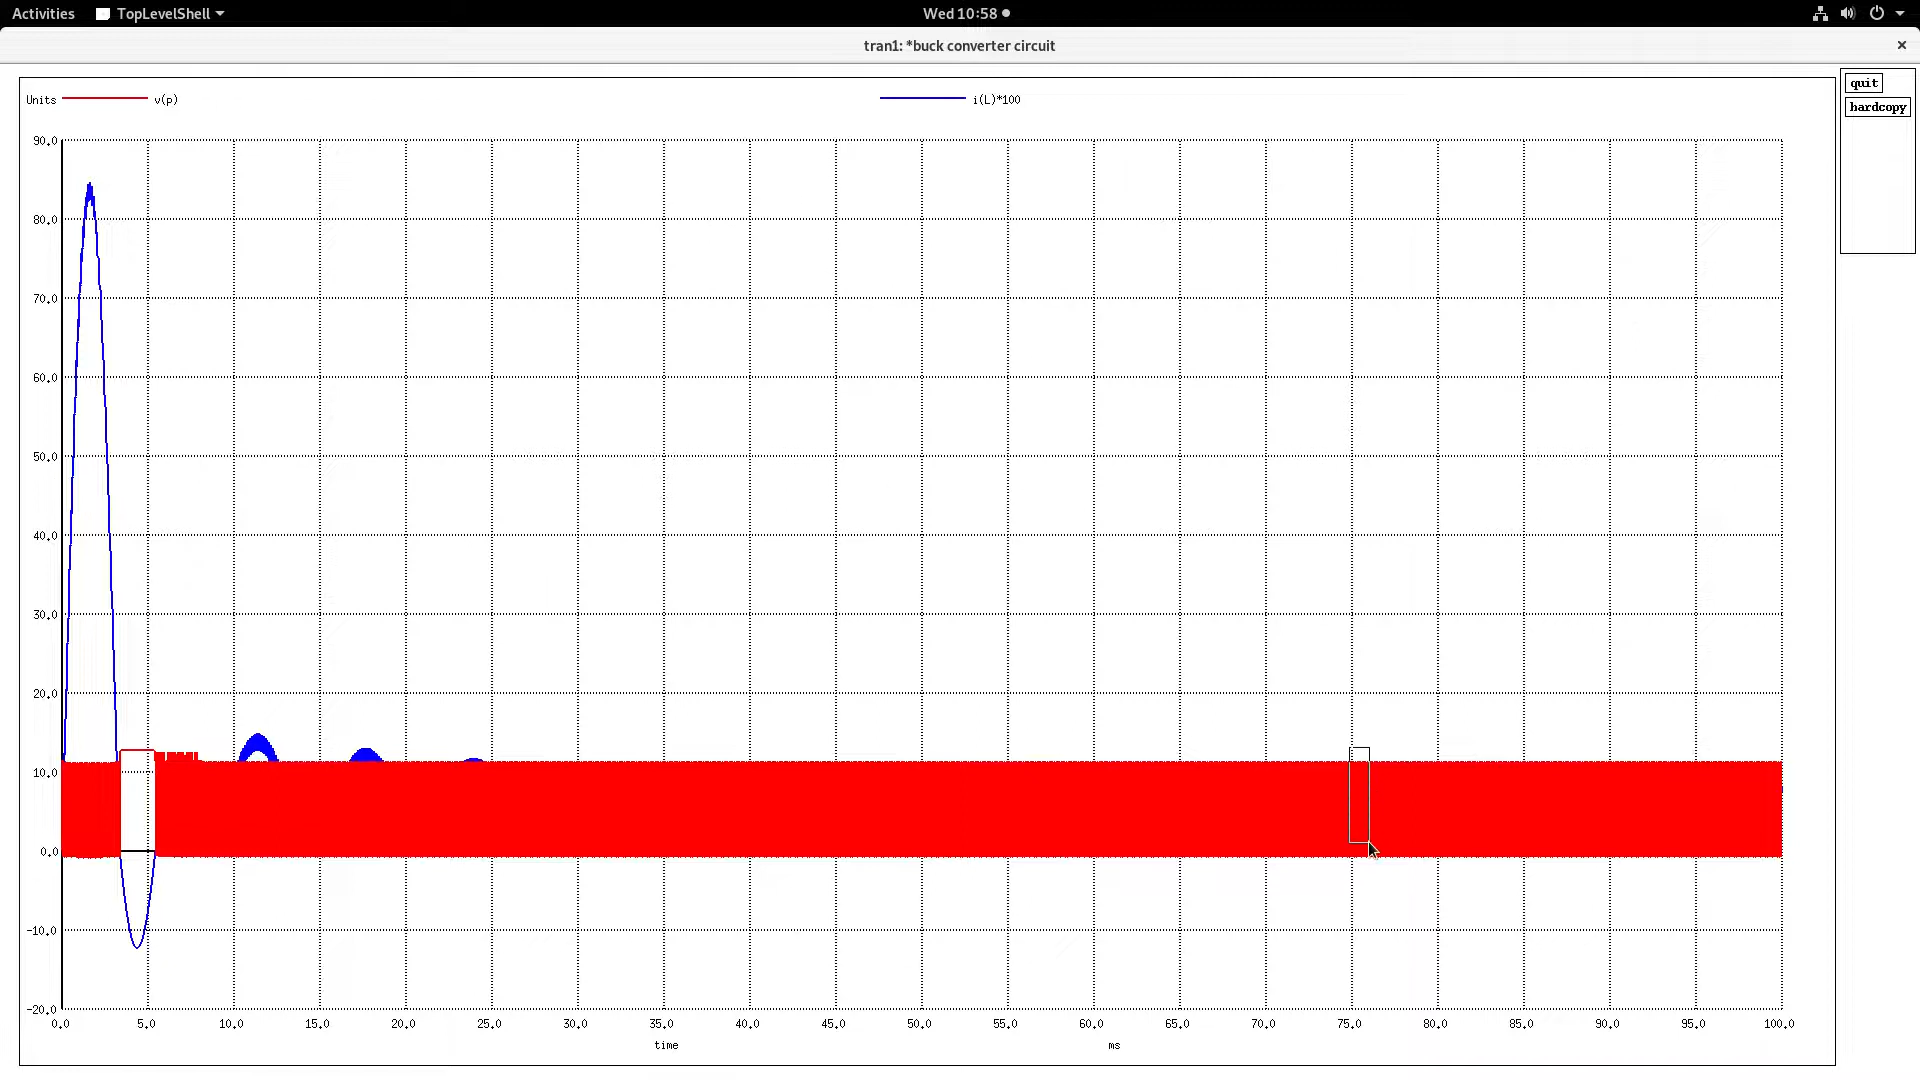 Activities TopLevelShell Wed 10:58
tran1: *buck converter circuit ×
quit
hardcopy
Units v(p) i(L)*100
90.0
80.0
70.0
60.0
50.0
40.0
30.0
20.0
10.0
0.0
-10.0
-20.0
0.0 5.0 10.0 15.0 20.0 25.0 30.0 35.0 40.0 45.0 50.0 55.0 60.0 65.0 70.0 75.0 80.0 85.0 90.0 95.0 100.0
time ms